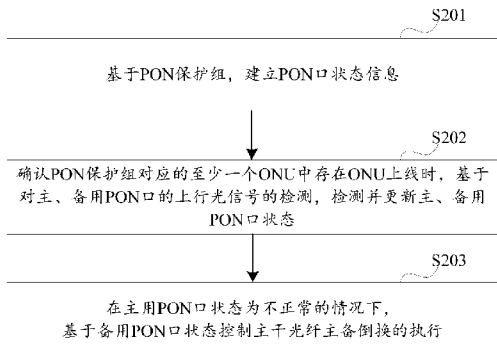 S201
基于PON保护组，建立PON口状态信息
S202
确认PON保护组对应的至少一个ONU中存在ONU上线时，基于
对主、备用PON口的上行光信号的检测，检测并更新主、备用
PON口状态
S203
在主用PON口状态为不正常的情况下，
基于备用PON口状态控制主干光纤主备倒换的执行